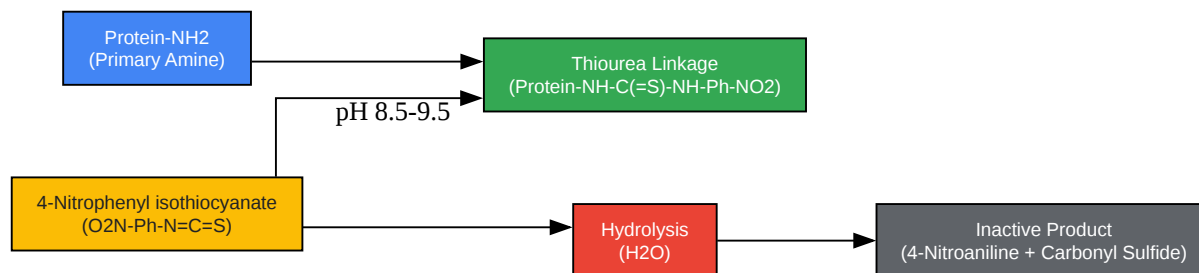 Protein-NH2
(Primary Amine)
Thiourea Linkage
(Protein-NH-C(=S)-NH-Ph-NO2)
pH 8.5-9.5
4-Nitrophenyl isothiocyanate
(O2N-Ph-N=C=S)
Hydrolysis
(H2O)
Inactive Product
(4-Nitroaniline + Carbonyl Sulfide)